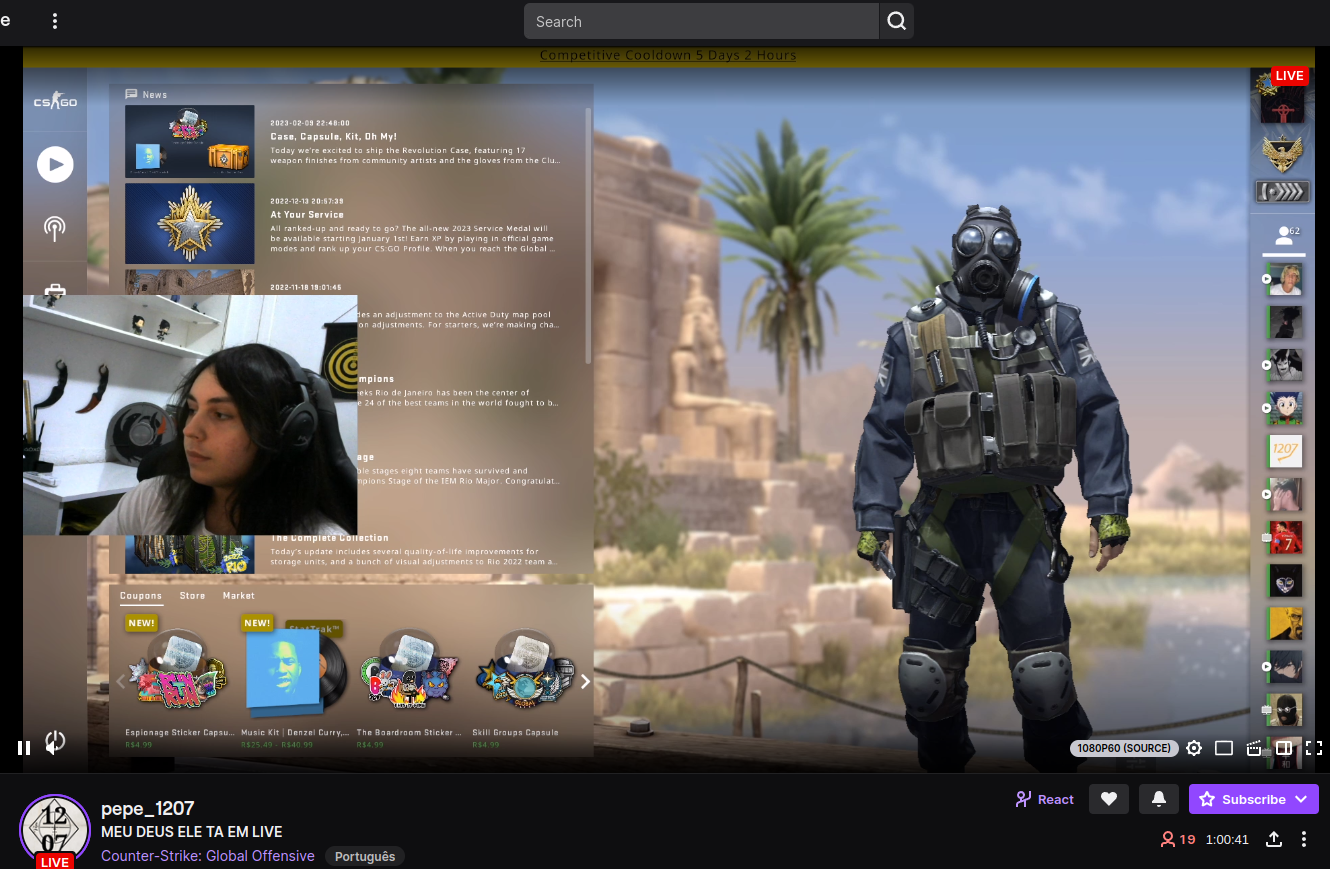 e
Search
Competitive Cooldown 5 Days 2 Hours
LIVE
CS GO
News
2023-02-09 22:48:00
Case, Capsule, Kit, Oh My!
Today we're excited to ship the Revolution Case, featuring 17
weapon finishes from community artists and the gloves from the Clu...
2022-12-13 20:57:39
At Your Service
All ranked-up and ready to go? The all-new 2023 Service Medal will
be available starting January 1st! Earn XP by playing in official game
modes and rank up your CS:GO Profile. When you reach the Global ...
2022-11-18 19:01:45
des an adjustment to the Active Duty map pool
on adjustments. For starters, we're making cha...
mpions
eeks Rio de Janeiro has been the center of
e 24 of the best teams in the world fought to b...
age
ble stages eight teams have survived and
mpions Stage of the IEM Rio Major. Congratulat...
RIO
The Complete Collection
Today's update includes several quality-of-life improvements for
storage units, and a bunch of visual adjustments to Rio 2022 team a...
62
1207
7
Coupons
Store
Market
NEW!
NEW!
StatTrak™
Espionage Sticker Capsu...
Music Kit | Denzel Curry,...
The Boardroom Sticker ...
Skill Groups Capsule
R$4.99
R$25.49 - R$40.99
R$4.99
R$4.99
1080P60 (SOURCE)
12
07
LIVE
pepe_1207
MEU DEUS ELE TA EM LIVE
Counter-Strike: Global Offensive
Português
React
Subscribe
19
1:00:41